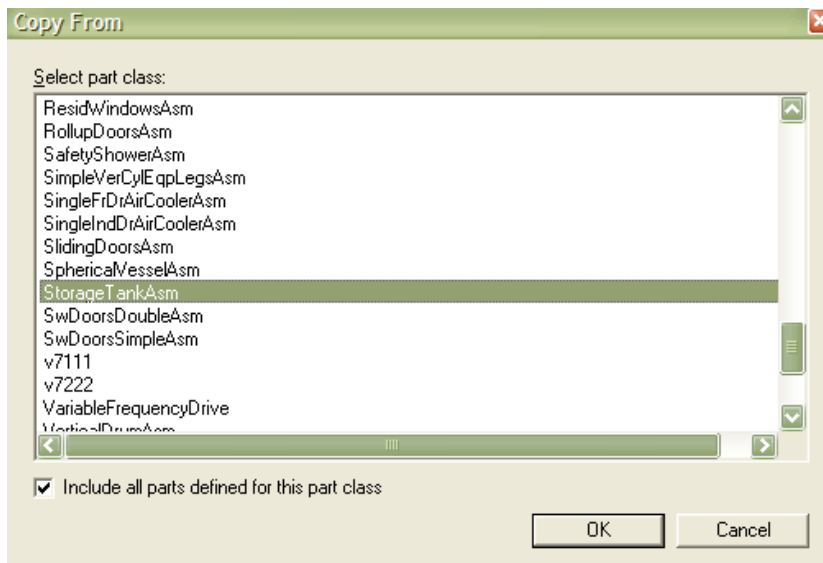 Copy From
Select part class:
ResidWindowsAsm
RollupDoorsAsm
SafetyShowerAsm
SimpleVerCylEqpLegsAsm
SingleFrDrAirCoolerAsm
SingleIndDrAirCoolerAsm
SlidingDoorsAsm
SphericalVesselAsm
StorageTankAsm
SwDoorsDoubleAsm
SwDoorsSimpleAsm
v7111
v7222
VariableFrequencyDrive
VerticalDrumAsm
Include all parts defined for this part class
OK Cancel